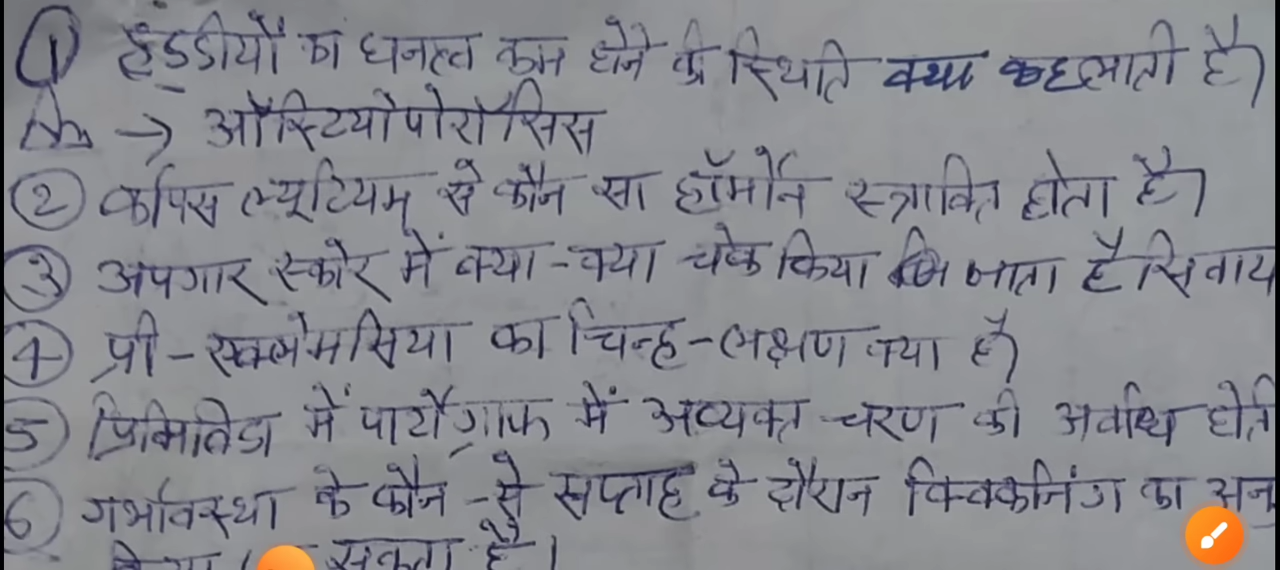 ① हड्डीयों का घनत्व कम होने की स्थिति क्या कहलाती है?
Ans → ऑस्टियोपोरोसिस
② कार्पस ल्यूटियम् से कौन सा हॉर्मोन स्त्रावित होता है?
③ अपगार स्कोर में क्या-क्या चेक किया जाता है सिवाय
④ प्री-एक्लेमसिया का चिन्ह-लक्षण क्या है?
⑤ प्रिमिग्रेविडा में पार्टोग्राफ में अव्यक्त चरण की अवधि होती
⑥ गर्भावस्था के कौन-से सप्ताह के दौरान क्विकनिंग का
सकता है।